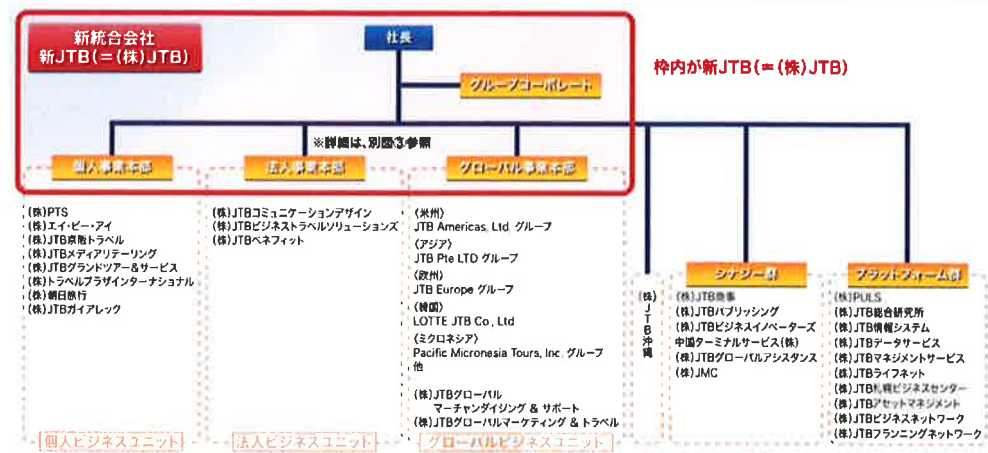 新統合会社
新JTB(=(株)JTB)
社長
グループコーポレート
枠内が新JTB(=(株)JTB)
※詳細は、別図③参照
個人事業本部
法人事業本部
グローバル事業本部
(株)PTS
(株)エイ・ビー・アイ
(株)JTB京阪トラベル
(株)JTBメディアリテーリング
(株)JTBグランドツアー&サービス
(株)トラベルプラザインターナショナル
(株)朝日旅行
(株)JTBガイアレック
個人ビジネスユニット
(株)JTBコミュニケーションデザイン
(株)JTBビジネストラベルソリューションズ
(株)JTBベネフィット
法人ビジネスユニット
〈米州〉
JTB Americas, Ltd. グループ
〈アジア〉
JTB Pte LTD グループ
〈欧州〉
JTB Europe グループ
〈韓国〉
LOTTE JTB Co., Ltd
〈ミクロネシア〉
Pacific Micronesia Tours, Inc. グループ
他
(株)JTBグローバル
マーチャンダイジング & サポート
(株)JTBグローバルマーケティング & トラベル
グローバルビジネスユニット
(株)JTB沖縄
シナジー群
(株)JTB商事
(株)JTBパブリッシング
(株)JTBビジネスイノベーターズ
中国ターミナルサービス(株)
(株)JTBグローバルアシスタンス
(株)JMC
プラットフォーム群
(株)PULS
(株)JTB総合研究所
(株)JTB情報システム
(株)JTBデータサービス
(株)JTBマネジメントサービス
(株)JTBライフネット
(株)JTB札幌ビジネスセンター
(株)JTBアセットマネジメント
(株)JTBビジネスネットワーク
(株)JTBプランニングネットワーク